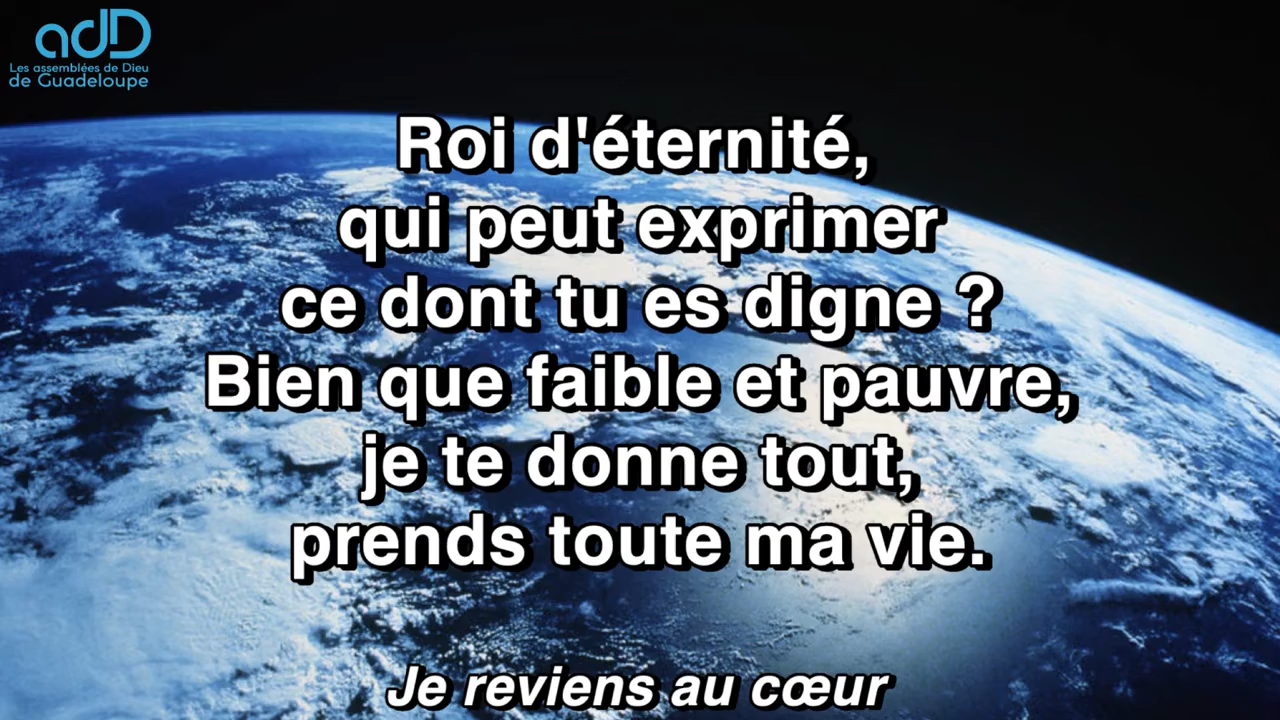 adD
Les assemblées de Dieu
de Guadeloupe
Roi d'éternité,
qui peut exprimer
ce dont tu es digne ?
Bien que faible et pauvre,
je te donne tout,
prends toute ma vie.
Je reviens au cœur